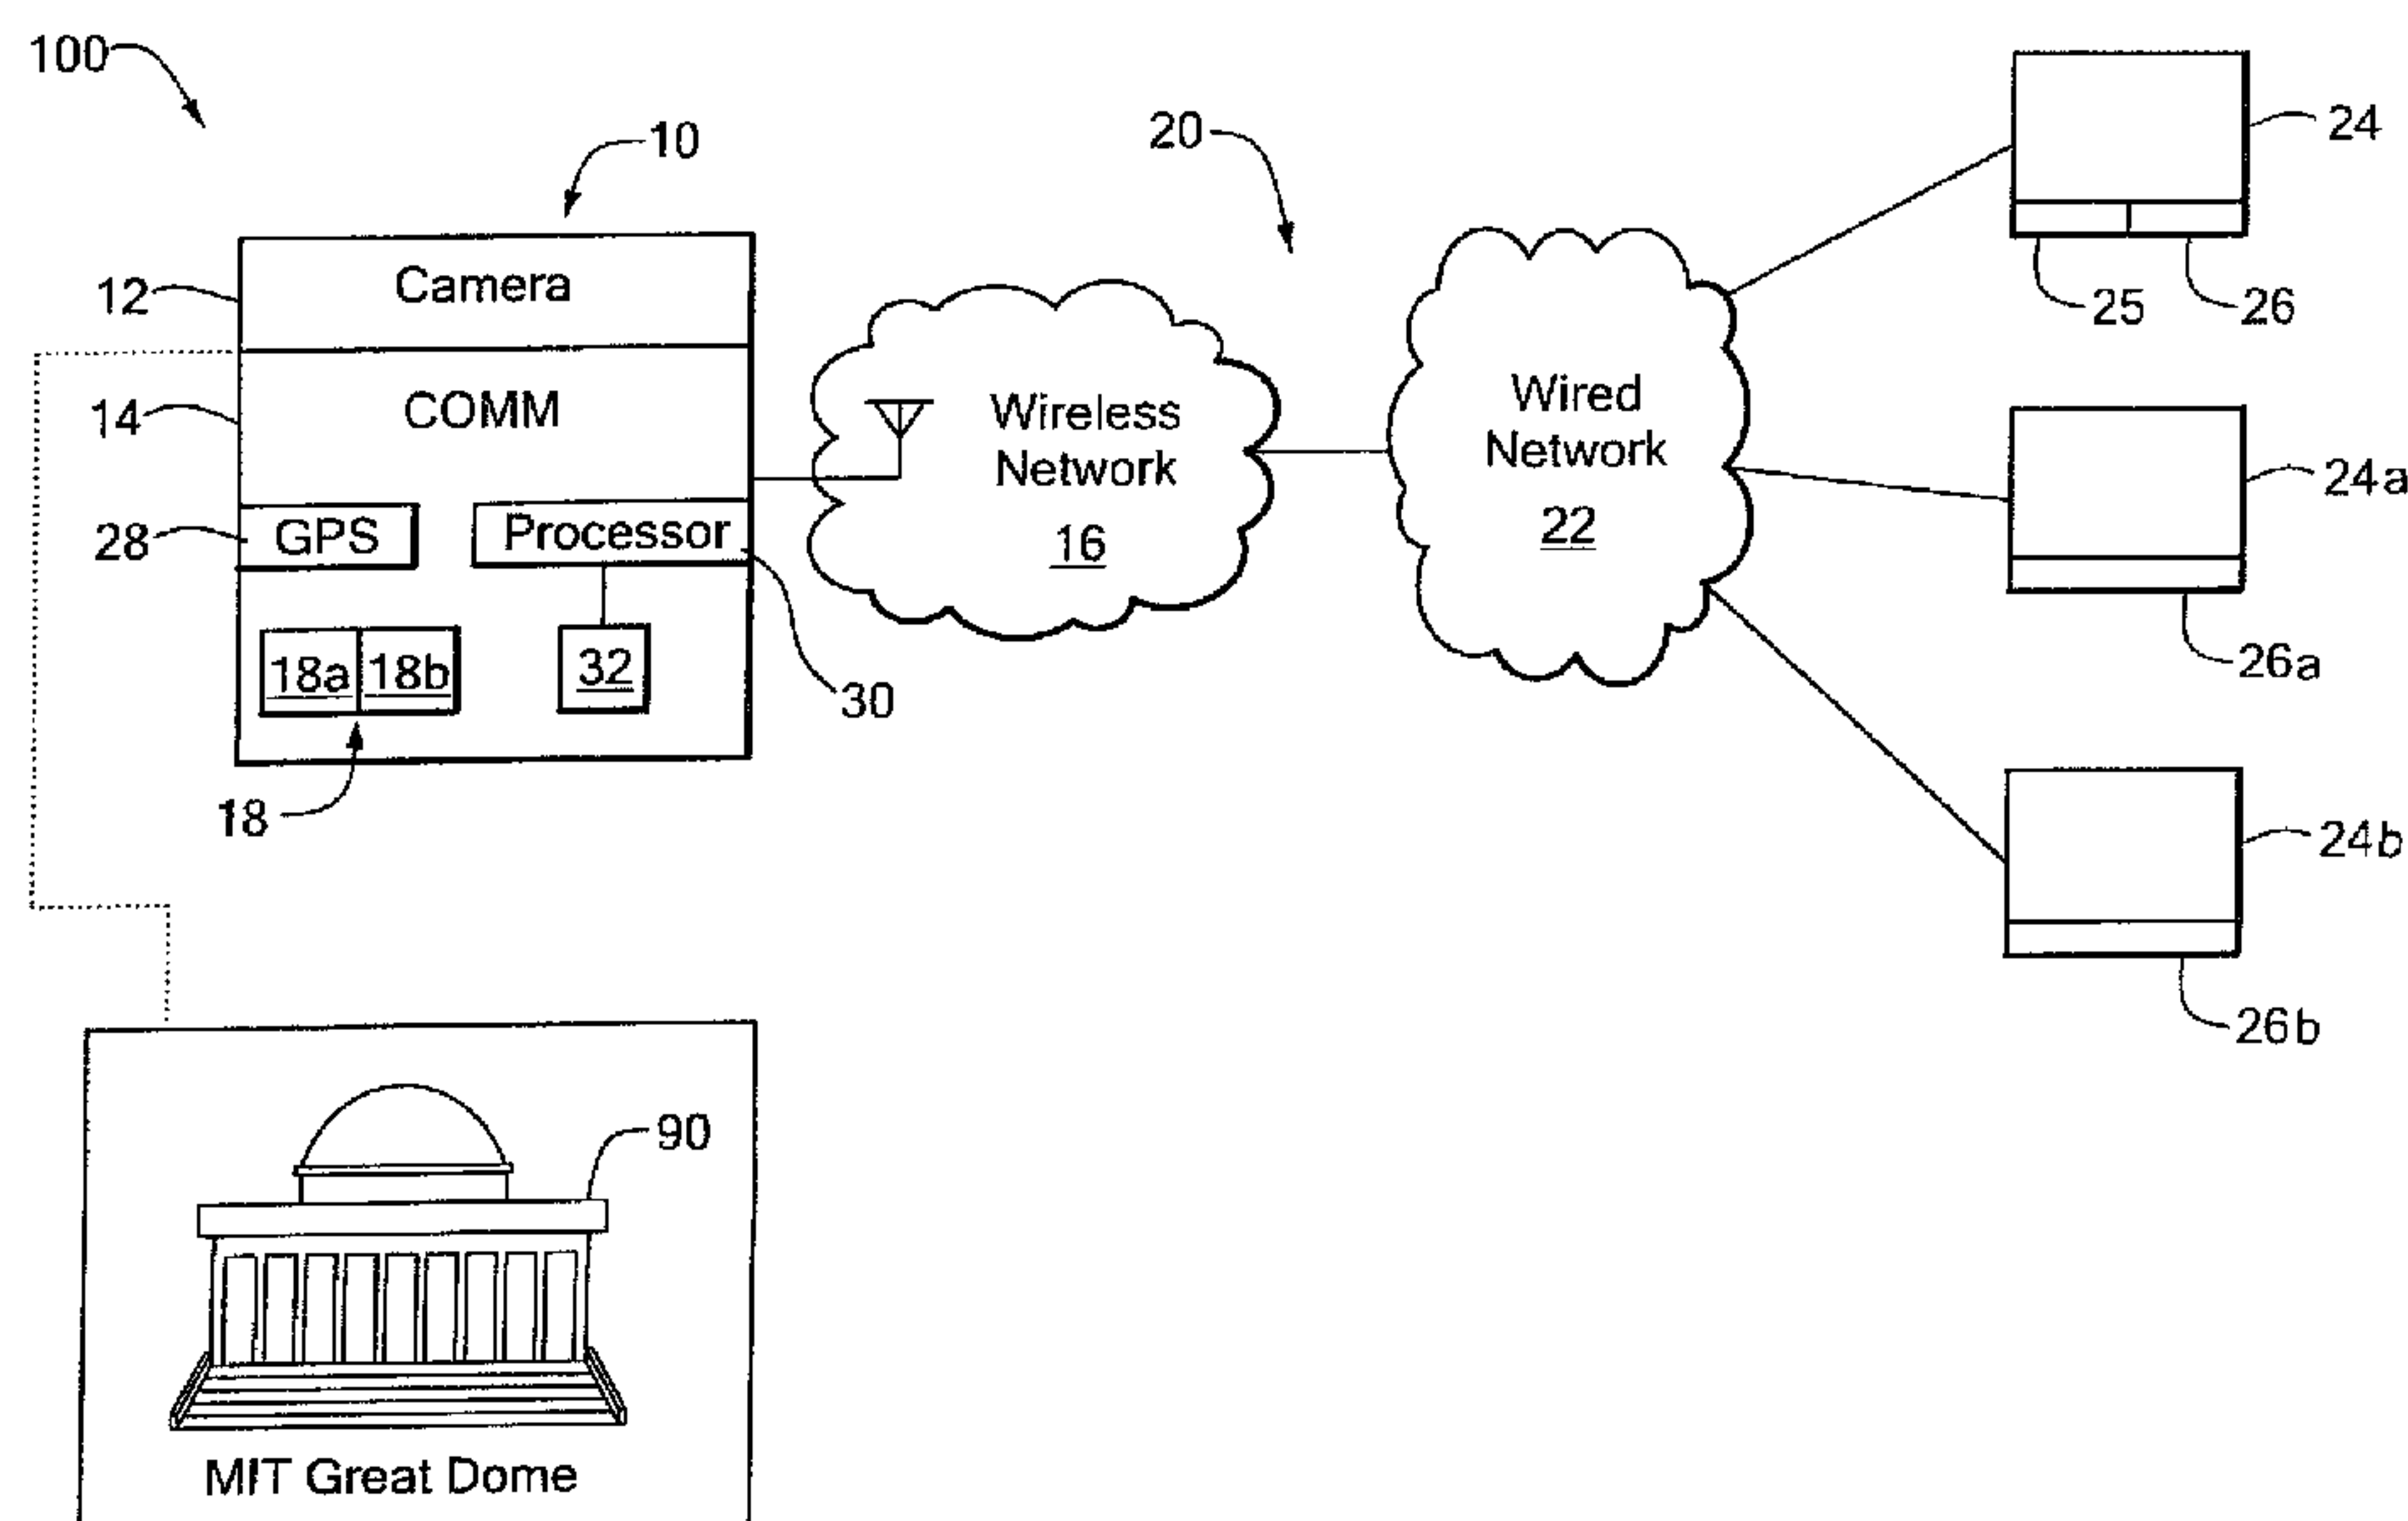 100
10
20
24
12
Camera
25
26
14
COMM
Wireless
Network
16
Wired
Network
22
24a
28
GPS
Processor
18a
18b
32
30
26a
18
24b
26b
90
MIT Great Dome